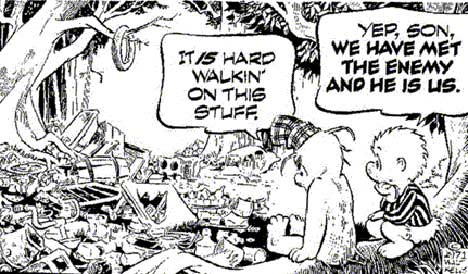 IT IS HARD
WALKIN'
ON THIS
STUFF.
YEP, SON,
WE HAVE MET
THE ENEMY
AND HE IS US.